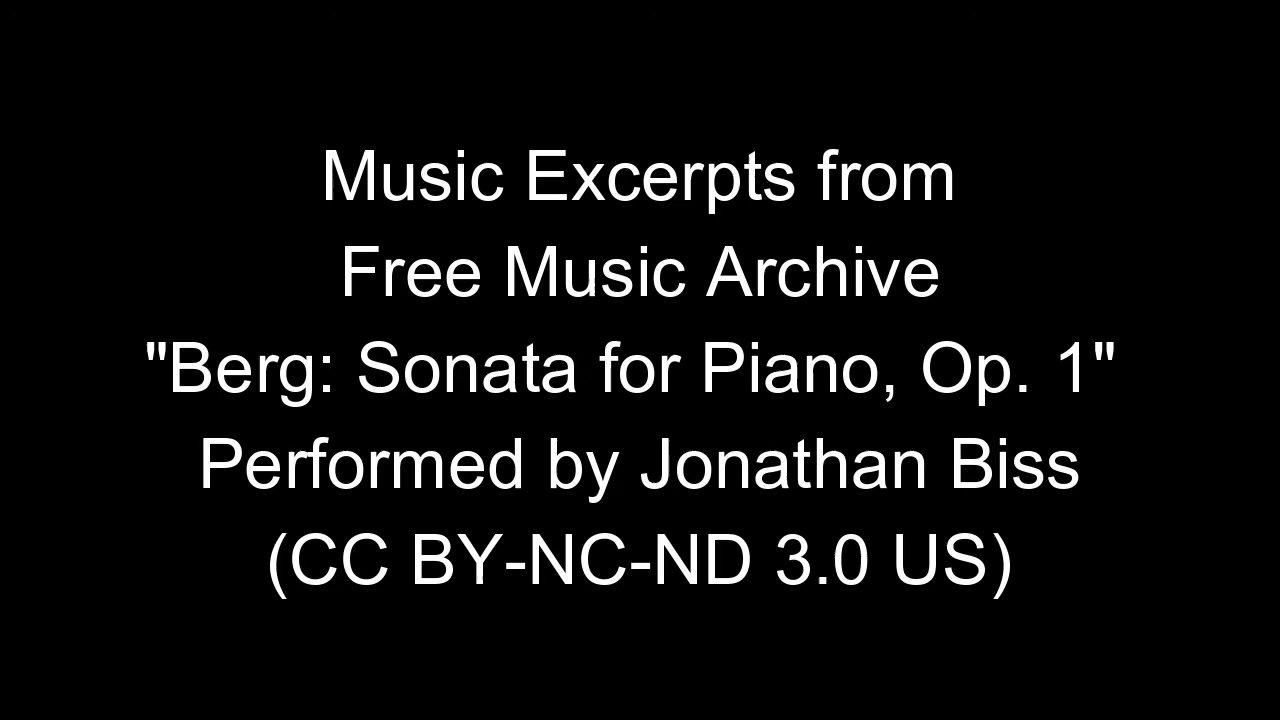 Music Excerpts from
Free Music Archive
"Berg: Sonata for Piano, Op. 1"
Performed by Jonathan Biss
(CC BY-NC-ND 3.0 US)